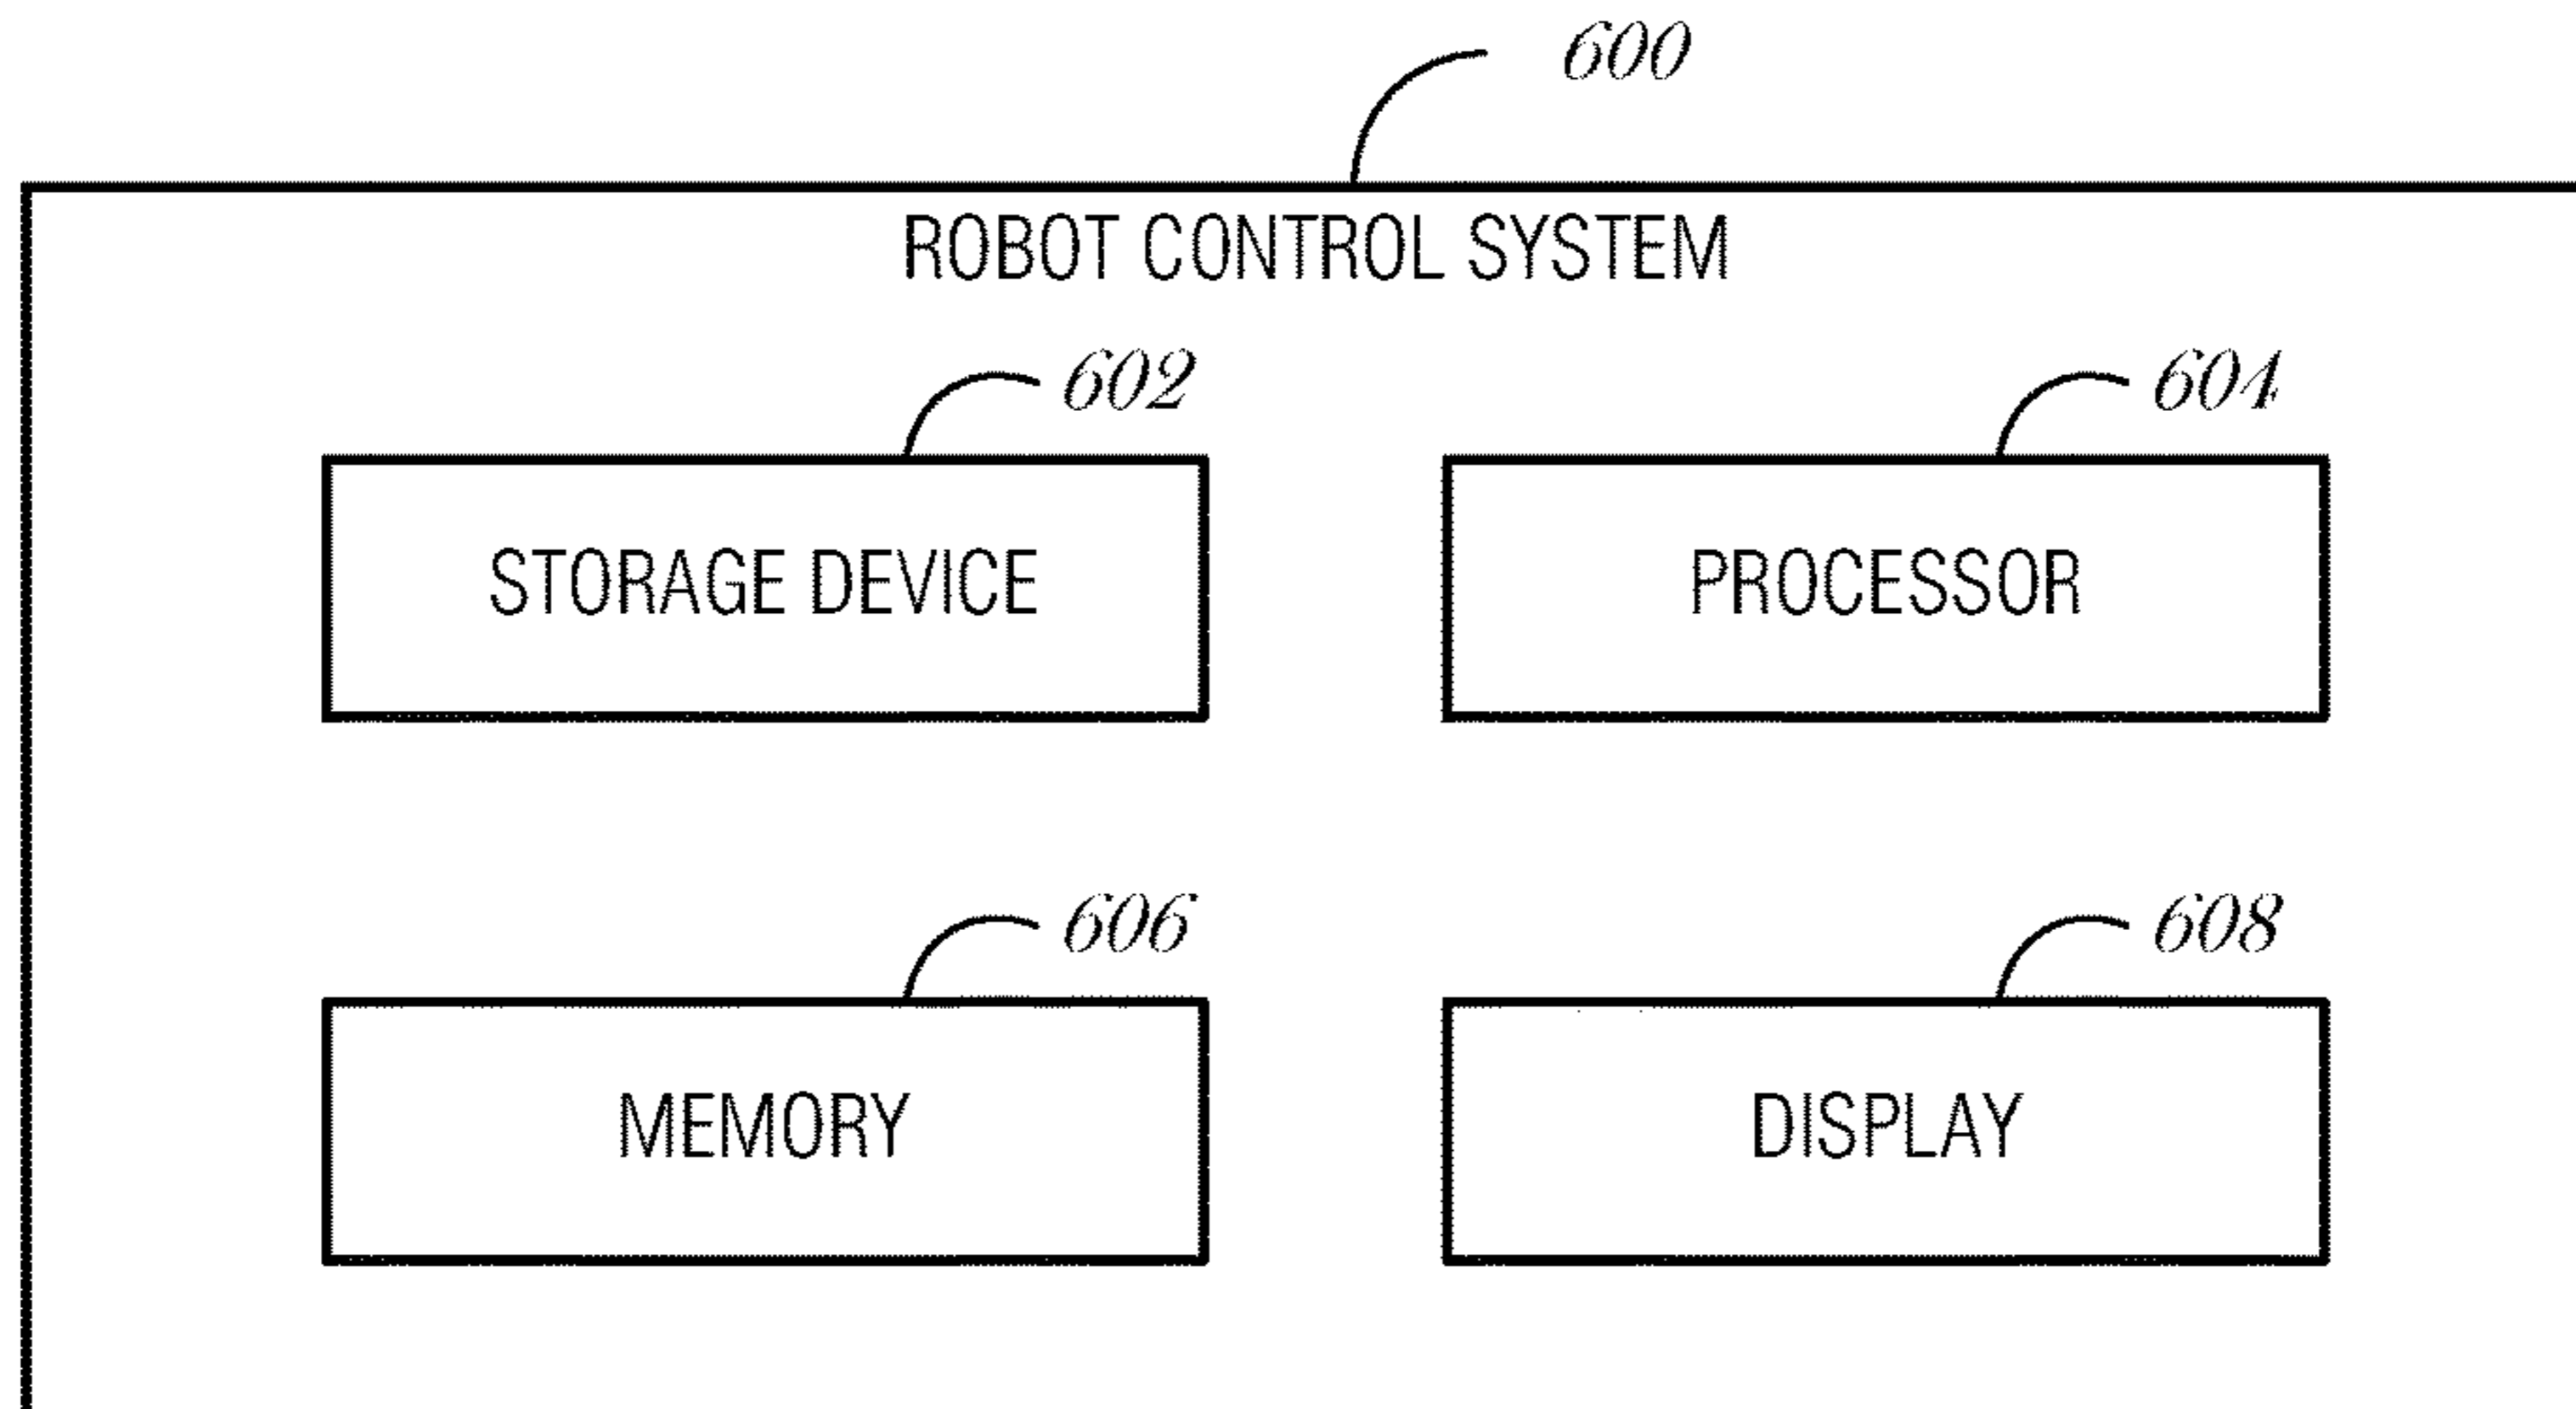 600
ROBOT CONTROL SYSTEM
602
604
STORAGE DEVICE
PROCESSOR
606
608
MEMORY
DISPLAY